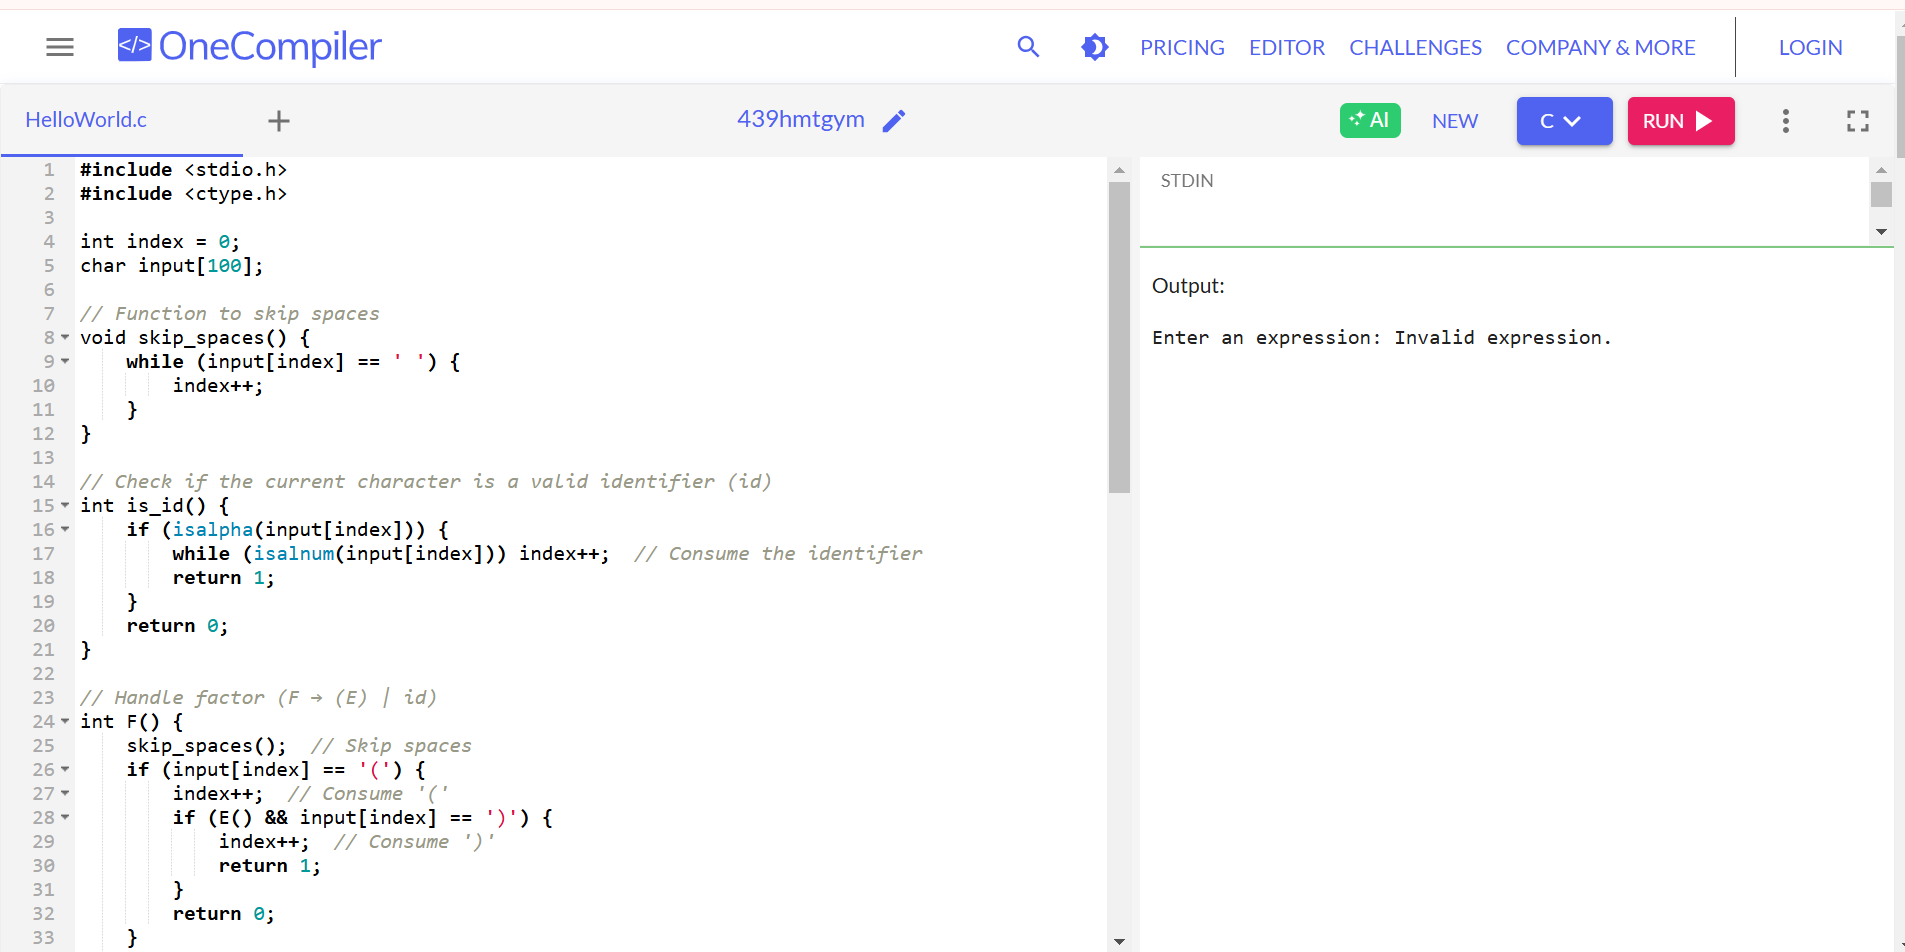 </> OneCompiler
PRICING EDITOR CHALLENGES COMPANY & MORE LOGIN
HelloWorld.c + 439hmtgym AI NEW C RUN
1 #include <stdio.h>
2 #include <ctype.h>
3
4 int index = 0;
5 char input[100];
6
7 // Function to skip spaces
8 void skip_spaces() {
9     while (input[index] == ' ') {
10         index++;
11     }
12 }
13
14 // Check if the current character is a valid identifier (id)
15 int is_id() {
16     if (isalpha(input[index])) {
17         while (isalnum(input[index])) index++;  // Consume the identifier
18         return 1;
19     }
20     return 0;
21 }
22
23 // Handle factor (F → (E) | id)
24 int F() {
25     skip_spaces();  // Skip spaces
26     if (input[index] == '(') {
27         index++;  // Consume '('
28         if (E() && input[index] == ')') {
29             index++;  // Consume ')'
30             return 1;
31         }
32         return 0;
33     }
STDIN
Output:
Enter an expression: Invalid expression.